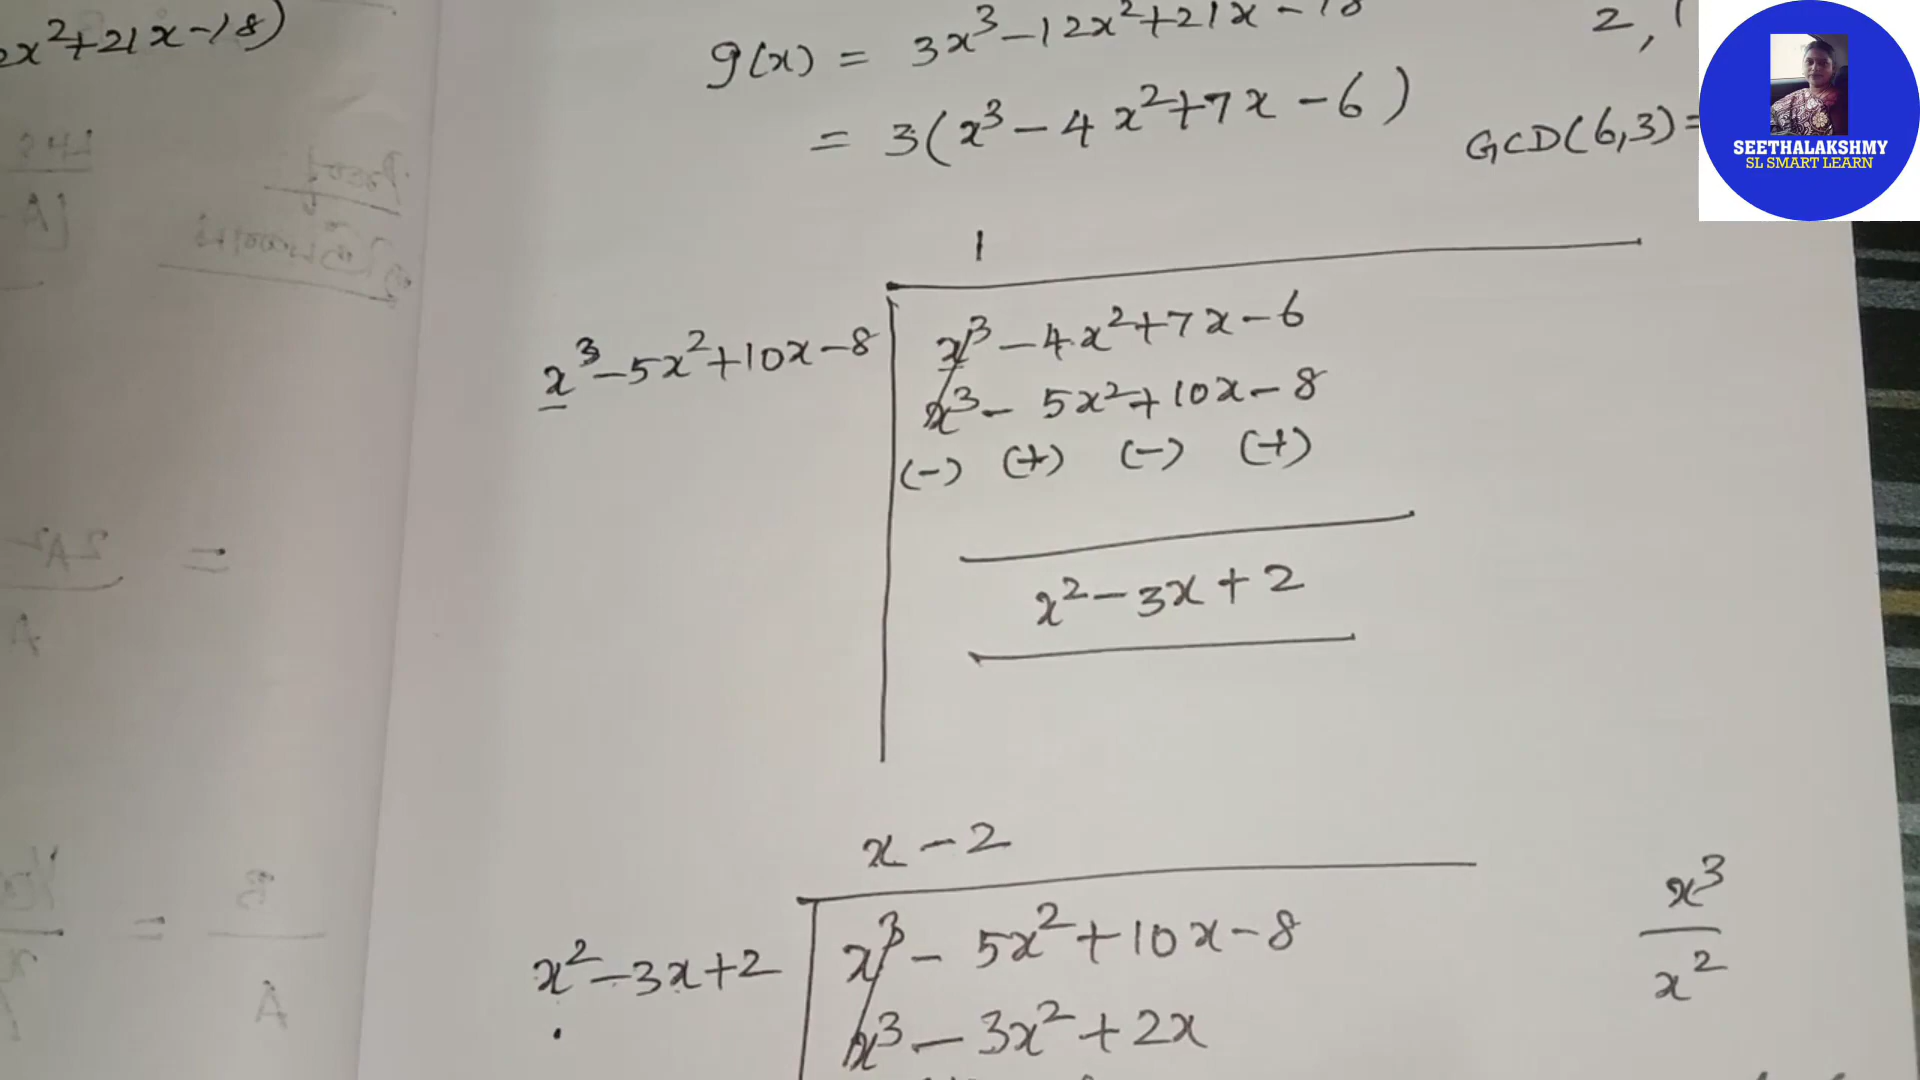 x²+21x-18)
g(x) = 3x³-12x²+21x-18
= 3(x³-4x²+7x-6)
2, 1
GCD(6,3)=
SEETHALAKSHMY
SL SMART LEARN
1
x³-5x²+10x-8
x³-4x²+7x-6
x³-5x²+10x-8
(-) (+) (-) (+)
x²-3x+2
x-2
x²-3x+2
x³-5x²+10x-8
x³-3x²+2x
x³
x²